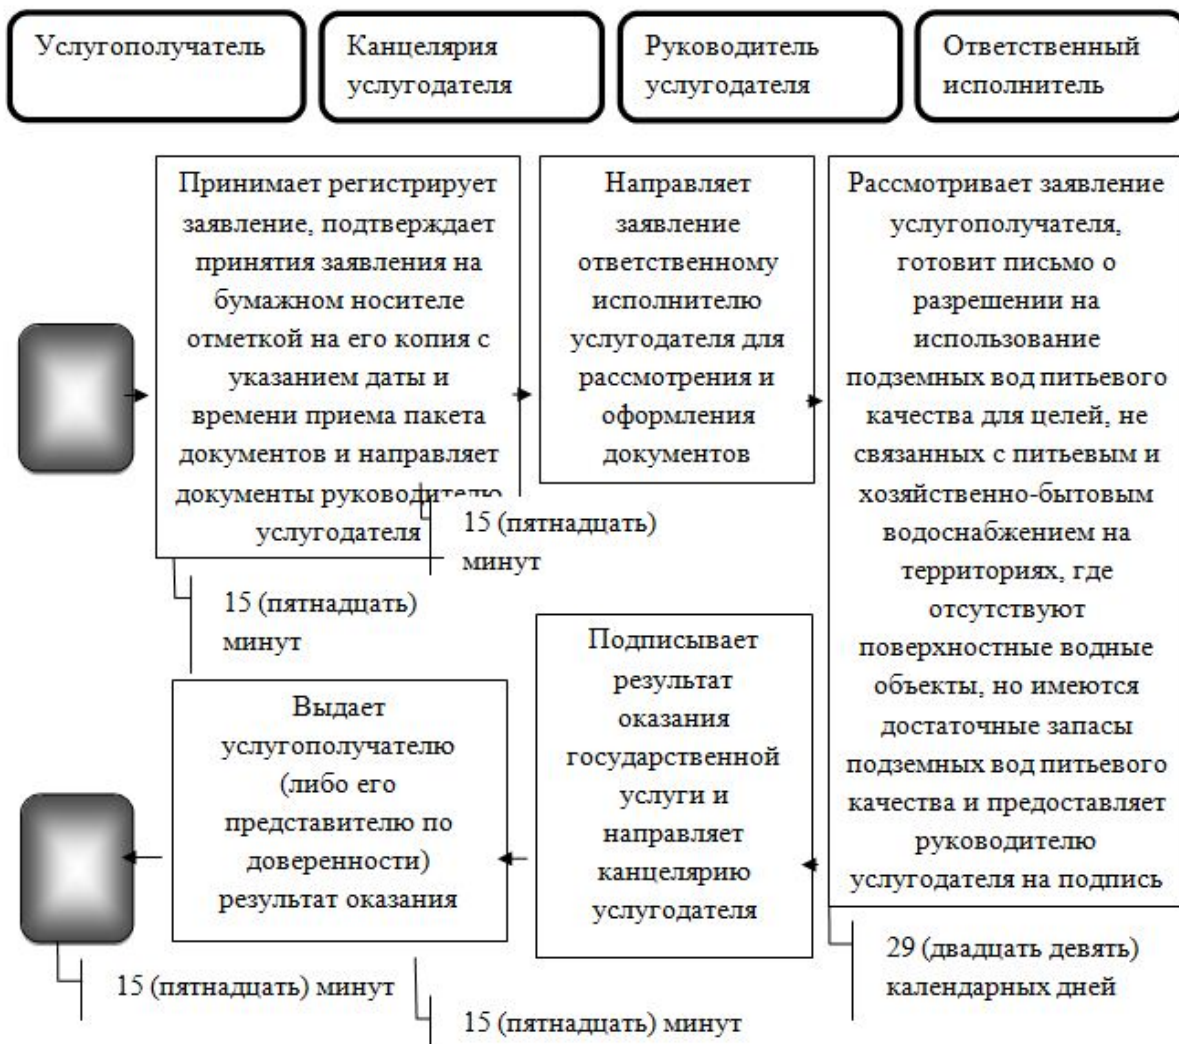 Услугополучатель
Канцелярия
услугодателя
Руководитель
услугодателя
Ответственный
исполнитель
Принимает регистрирует
заявление, подтверждает
принятия заявления на
бумажном носителе
отметкой на его копия с
указанием даты и
времени приема пакета
документов и направляет
документы руководителю
услугодателя
15 (пятнадцать)
минут
Направляет
заявление
ответственному
исполнителю
услугодателя для
рассмотрения и
оформления
документов
15 (пятнадцать)
минут
Рассмотривает заявление
услугополучателя,
готовит письмо о
разрешении на
использование
подземных вод питьевого
качества для целей, не
связанных с питьевым и
хозяйственно-бытовым
водоснабжением на
территориях, где
отсутствуют
поверхностные водные
объекты, но имеются
достаточные запасы
подземных вод питьевого
качества и предоставляет
руководителю
услугодателя на подпись
29 (двадцать девять)
календарных дней
Подписывает
результат
оказания
государственной
услуги и
направляет
канцелярию
услугодателя
15 (пятнадцать) минут
Выдает
услугополучателю
(либо его
представителю по
доверенности)
результат оказания
15 (пятнадцать) минут